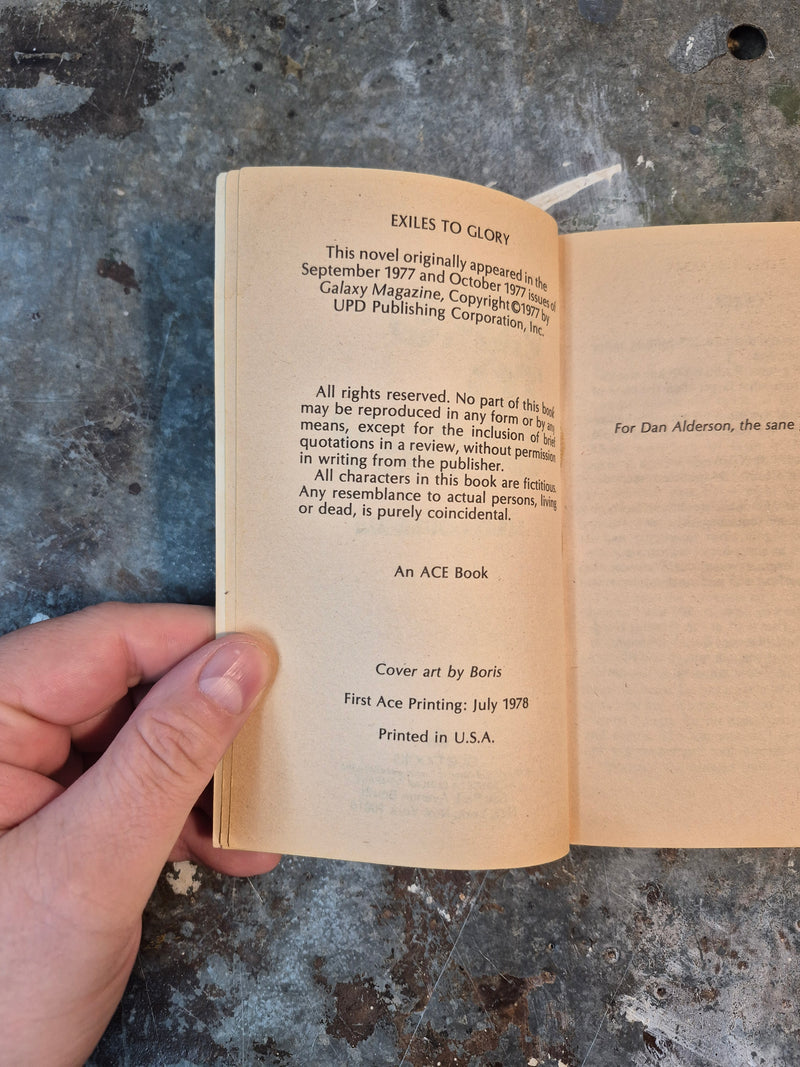 EXILES TO GLORY
This novel originally appeared in the
September 1977 and October 1977 issues of
Galaxy Magazine, Copyright ©1977 by
UPD Publishing Corporation, Inc.
All rights reserved. No part of this book
may be reproduced in any form or by any
means, except for the inclusion of brief
quotations in a review, without permission
in writing from the publisher.
All characters in this book are fictitious.
Any resemblance to actual persons, living
or dead, is purely coincidental.
An ACE Book
Cover art by Boris
First Ace Printing: July 1978
Printed in U.S.A.
For Dan Alderson, the sane